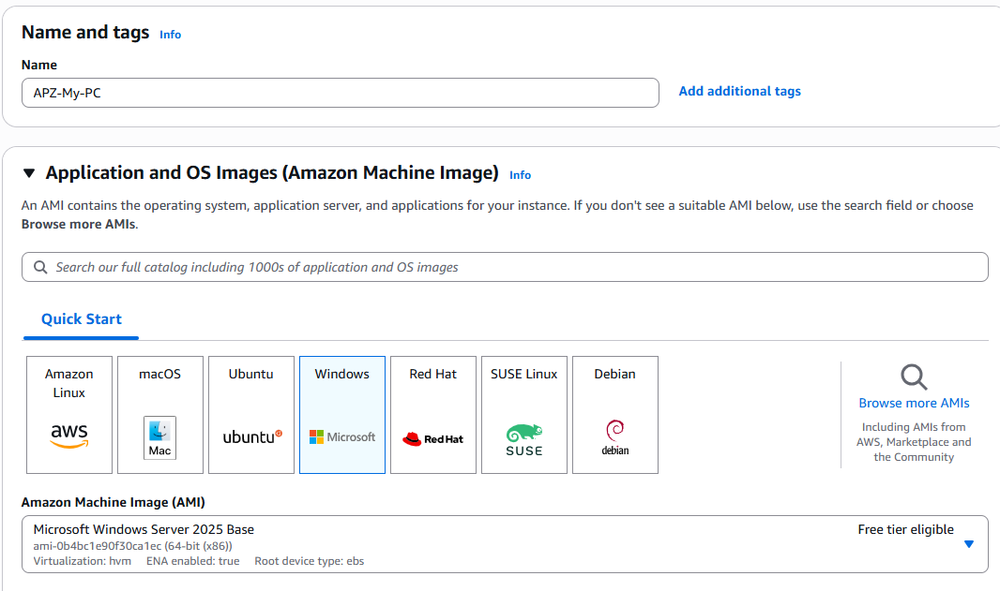 Name and tags Info
Name
APZ-My-PC
Add additional tags
Application and OS Images (Amazon Machine Image) Info
An AMI contains the operating system, application server, and applications for your instance. If you don't see a suitable AMI below, use the search field or choose
Browse more AMIs.
Search our full catalog including 1000s of application and OS images
Quick Start
Amazon
Linux
aws
macOS
Mac
Ubuntu
ubuntu
Windows
Microsoft
Red Hat
Red Hat
SUSE Linux
SUSE
Debian
debian
Browse more AMIs
Including AMIs from
AWS, Marketplace and
the Community
Amazon Machine Image (AMI)
Microsoft Windows Server 2025 Base
Free tier eligible
ami-0b4bc1e90f30ca1ec (64-bit (x86))
Virtualization: hvm ENA enabled: true Root device type: ebs